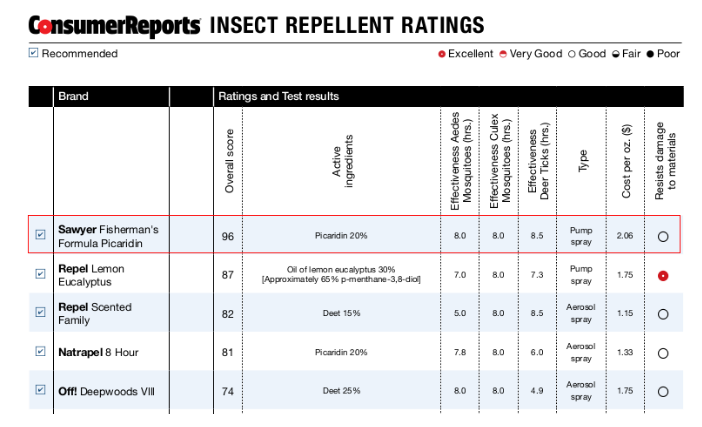 ConsumerReports INSECT REPELLENT RATINGS
Recommended
Excellent Very Good Good Fair Poor
Brand Ratings and Test results
Overall score
Active
ingredients
Effectiveness Aedes
Mosquitoes (hrs.)
Effectiveness Culex
Mosquitoes (hrs.)
Effectiveness
Deer Ticks (hrs.)
Type
Cost per oz. ($)
Resists damage
to materials
Sawyer Fisherman's
Formula Picaridin
96 Picaridin 20% 8.0 8.0 8.5 Pump
spray
2.06
Repel Lemon
Eucalyptus
87 Oil of lemon eucalyptus 30%
[Approximately 65% p-menthane-3,8-diol]
7.0 8.0 7.3 Pump
spray
1.75
Repel Scented
Family
82 Deet 15% 5.0 8.0 8.5 Aerosol
spray
1.15
Natrapel 8 Hour 81 Picaridin 20% 7.8 8.0 6.0 Aerosol
spray
1.33
Off! Deepwoods VIII 74 Deet 25% 8.0 8.0 4.9 Aerosol
spray
1.75